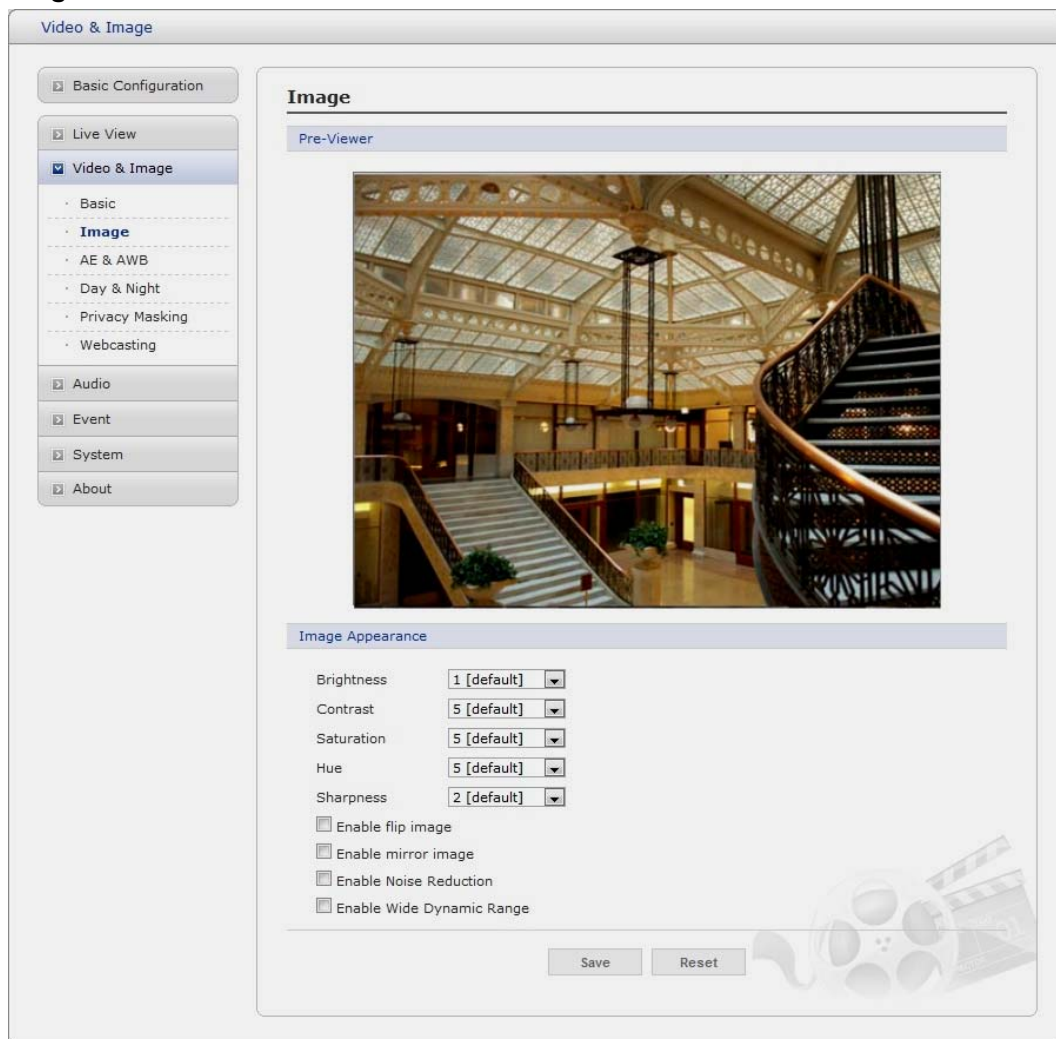 Video & Image
Basic Configuration
Live View
Video & Image
· Basic
· Image
· AE & AWB
· Day & Night
· Privacy Masking
· Webcasting
Audio
Event
System
About
Image
Pre-Viewer
Image Appearance
Brightness 1 [default]
Contrast 5 [default]
Saturation 5 [default]
Hue 5 [default]
Sharpness 2 [default]
Enable flip image
Enable mirror image
Enable Noise Reduction
Enable Wide Dynamic Range
Save Reset